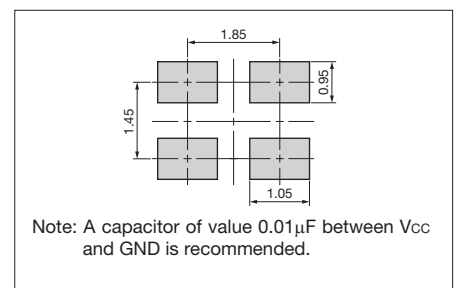 1.85
0.95
1.45
1.05
Note: A capacitor of value 0.01μF between Vcc
and GND is recommended.